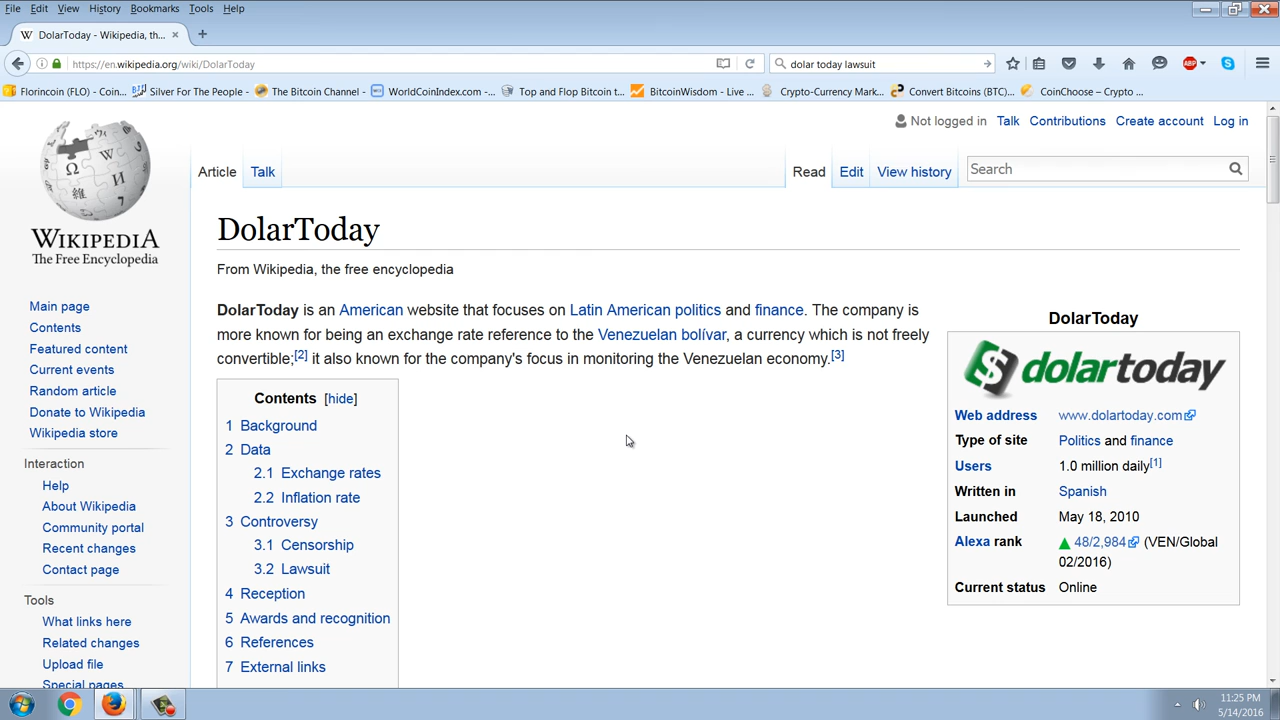 File Edit View History Bookmarks Tools Help
W DolarToday - Wikipedia, th... × +
https://en.wikipedia.org/wiki/DolarToday
dolar today lawsuit
ABP
Florincoin (FLO) - Coin...
Silver For The People -
The Bitcoin Channel -
WorldCoinIndex.com -...
Top and Flop Bitcoin t...
BitcoinWisdom - Live ...
Crypto-Currency Mark...
Convert Bitcoins (BTC)...
CoinChoose – Crypto ...
Not logged in Talk Contributions Create account Log in
Article Talk
Read Edit View history
Search
WIKIPEDIA
The Free Encyclopedia
Main page
Contents
Featured content
Current events
Random article
Donate to Wikipedia
Wikipedia store
Interaction
Help
About Wikipedia
Community portal
Recent changes
Contact page
Tools
What links here
Related changes
Upload file
Special pages
DolarToday
From Wikipedia, the free encyclopedia
DolarToday is an American website that focuses on Latin American politics and finance. The company is
more known for being an exchange rate reference to the Venezuelan bolívar, a currency which is not freely
convertible;[2] it also known for the company's focus in monitoring the Venezuelan economy.[3]
Contents [hide]
1 Background
2 Data
2.1 Exchange rates
2.2 Inflation rate
3 Controversy
3.1 Censorship
3.2 Lawsuit
4 Reception
5 Awards and recognition
6 References
7 External links
DolarToday
dolartoday
Web address www.dolartoday.com
Type of site Politics and finance
Users 1.0 million daily[1]
Written in Spanish
Launched May 18, 2010
Alexa rank ▲ 48/2,984 (VEN/Global
02/2016)
Current status Online
11:25 PM
5/14/2016